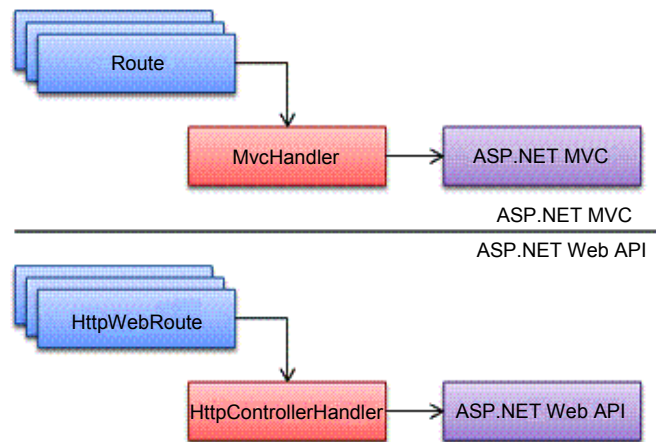 Route
MvcHandler
ASP.NET MVC
ASP.NET MVC
ASP.NET Web API
HttpWebRoute
HttpControllerHandler
ASP.NET Web API